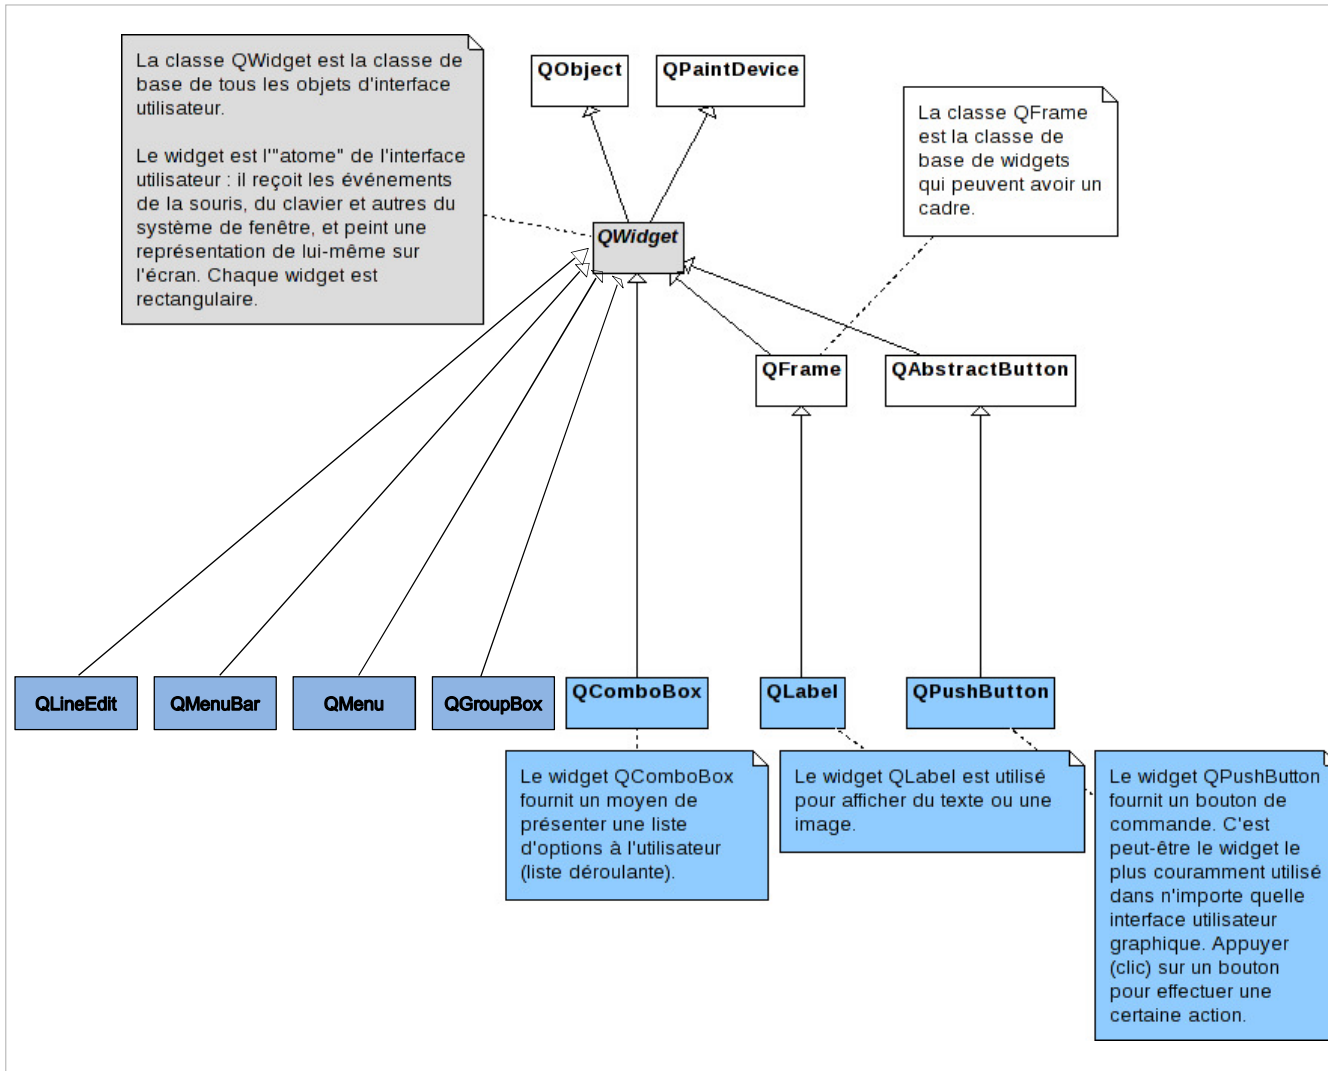 La classe QWidget est la classe de
base de tous les objets d'interface
utilisateur.
Le widget est l'"atome" de l'interface
utilisateur : il reçoit les événements
de la souris, du clavier et autres du
système de fenêtre, et peint une
représentation de lui-même sur
l'écran. Chaque widget est
rectangulaire.
QObject
QPaintDevice
La classe QFrame
est la classe de
base de widgets
qui peuvent avoir un
cadre.
QWidget
QFrame
QAbstractButton
QLineEdit
QMenuBar
QMenu
QGroupBox
QComboBox
QLabel
QPushButton
Le widget QComboBox
fournit un moyen de
présenter une liste
d'options à l'utilisateur
(liste déroulante).
Le widget QLabel est utilisé
pour afficher du texte ou une
image.
Le widget QPushButton
fournit un bouton de
commande. C'est
peut-être le widget le
plus couramment utilisé
dans n'importe quelle
interface utilisateur
graphique. Appuyer
(clic) sur un bouton
pour effectuer une
certaine action.